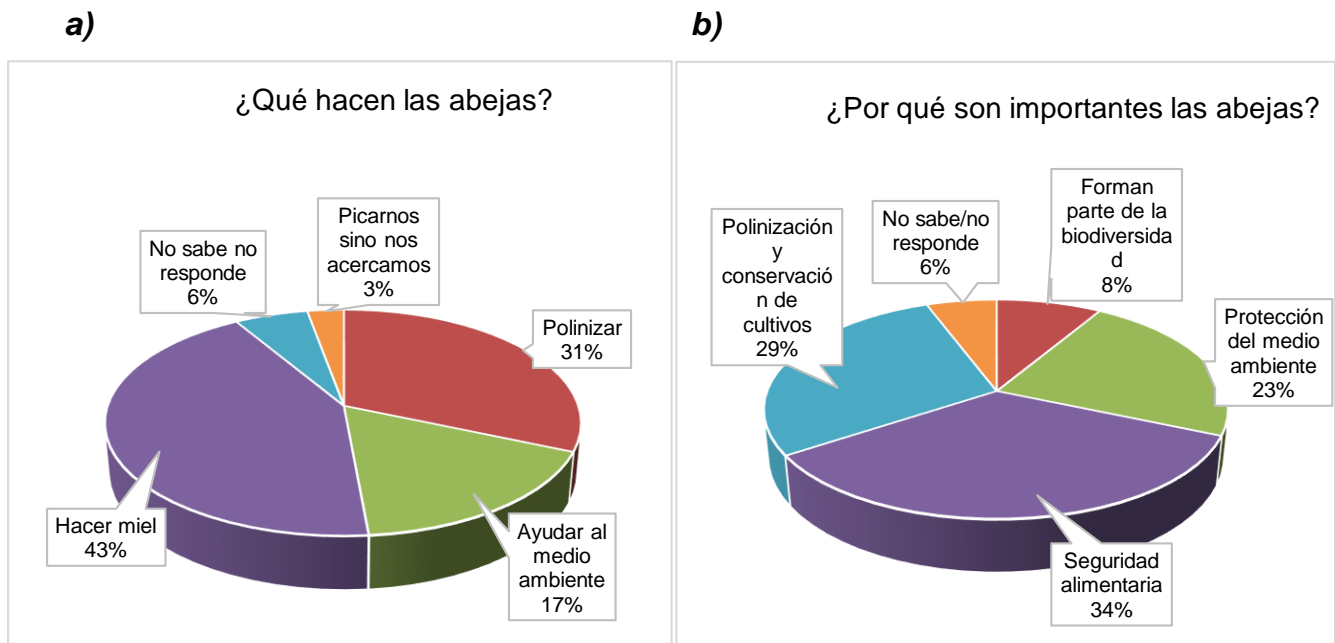 a)
¿Qué hacen las abejas?
No sabe no
responde
6%
Picarnos
sino nos
acercamos
3%
Polinizar
31%
Hacer miel
43%
Ayudar al
medio
ambiente
17%
b)
¿Por qué son importantes las abejas?
Polinización
y
conservació
n de
cultivos
29%
No sabe/no
responde
6%
Forman
parte de la
biodiversida
d
8%
Protección
del medio
ambiente
23%
Seguridad
alimentaria
34%